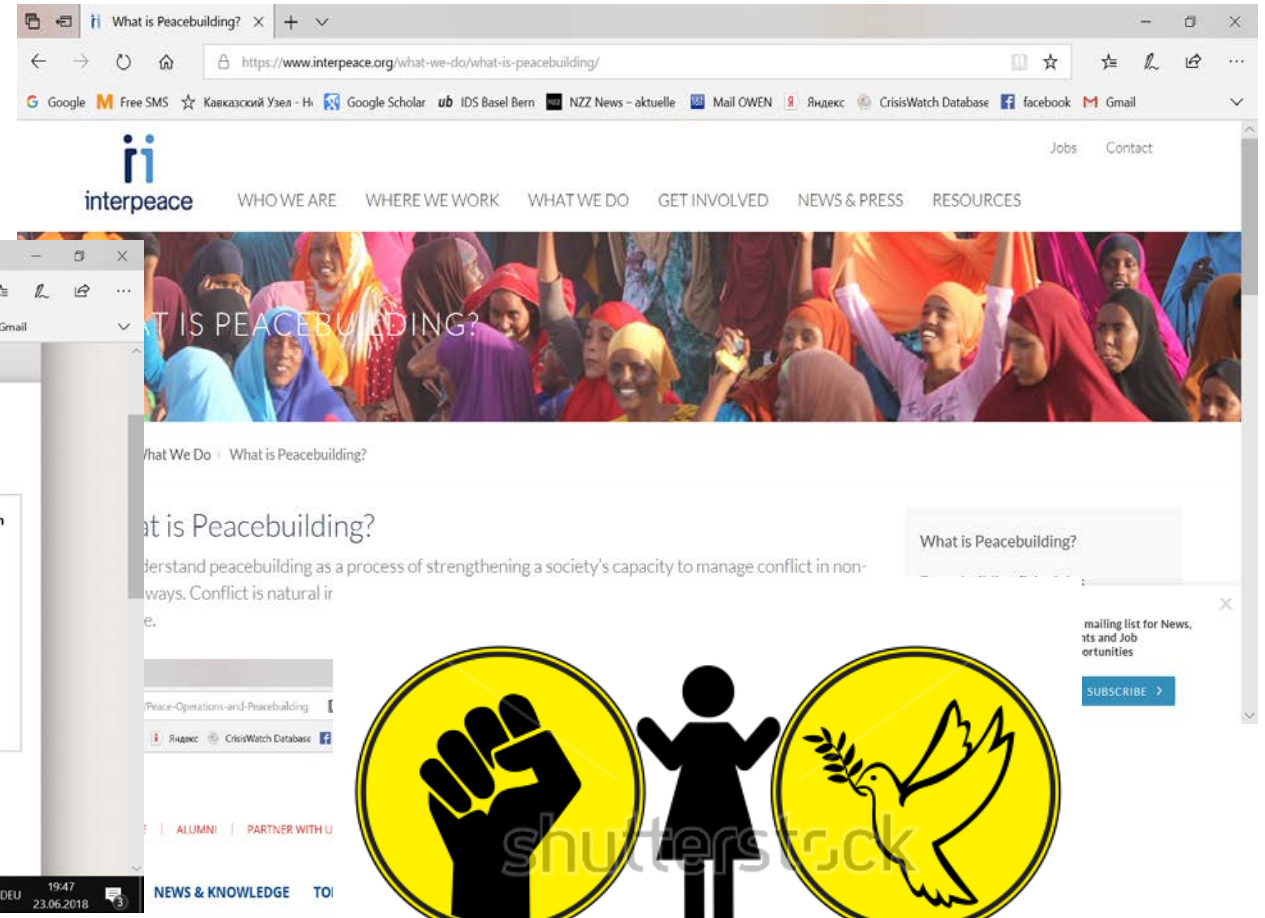 What is Peacebuilding?
https://www.interpeace.org/what-we-do/what-is-peacebuilding/
Google Free SMS Кавказский Узел - Н Google Scholar ub IDS Basel Bern NZZ NZZ News – aktuelle Mail OWEN Я Яндекс CrisisWatch Database facebook Gmail
Jobs Contact
interpeace WHO WE ARE WHERE WE WORK WHAT WE DO GET INVOLVED NEWS & PRESS RESOURCES
Gmail
AT IS PEACEBUILDING?
What We Do What is Peacebuilding?
at is Peacebuilding?
What is Peacebuilding?
derstand peacebuilding as a process of strengthening a society's capacity to manage conflict in non-
ways. Conflict is natural in
e.
mailing list for News,
nts and Job
ortunities
SUBSCRIBE >
/Peace-Operations-and-Peacebuilding
Я Яндекс CrisisWatch Database
ALUMNI | PARTNER WITH U
shutterstock
NEWS & KNOWLEDGE TO
DEU 19:47
23.06.2018 3